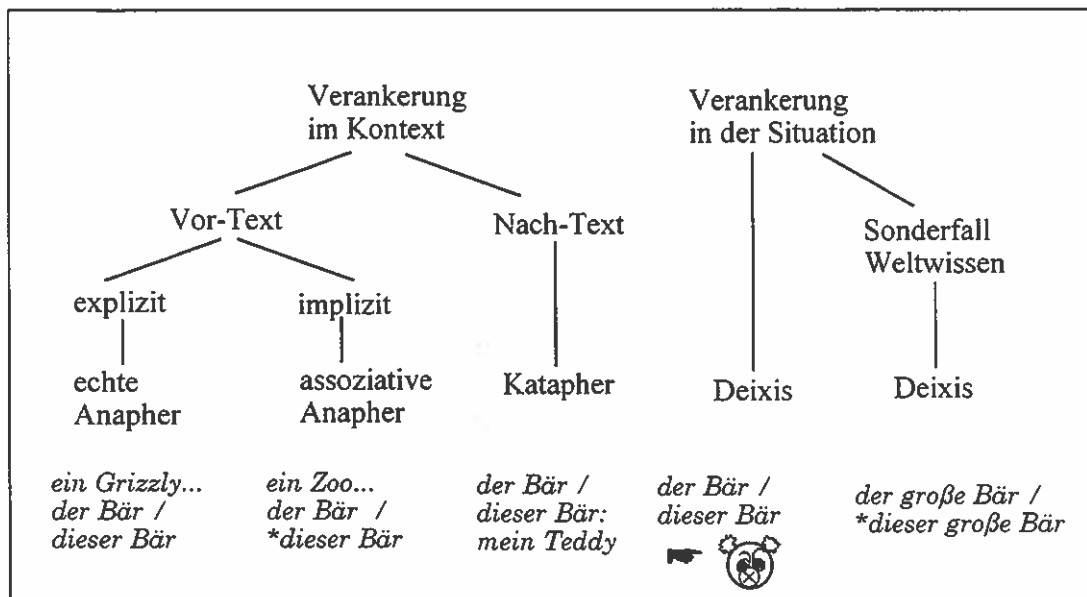 Verankerung
im Kontext
Verankerung
in der Situation
Vor-Text
Nach-Text
Sonderfall
Weltwissen
explizit
implizit
echte
Anapher
assoziative
Anapher
Katapher
Deixis
Deixis
ein Grizzly...
der Bär /
dieser Bär
ein Zoo...
der Bär /
*dieser Bär
der Bär /
dieser Bär:
mein Teddy
der Bär /
dieser Bär
der große Bär /
*dieser große Bär